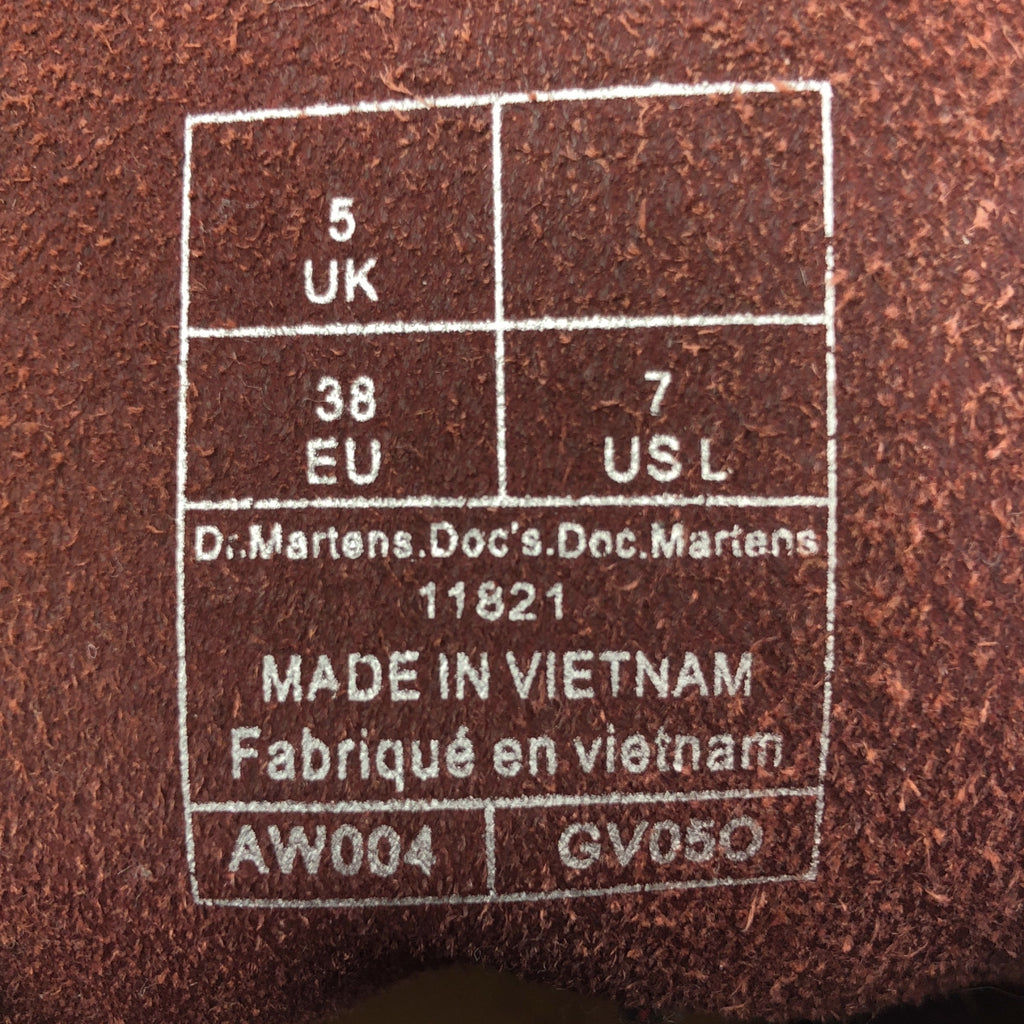 5
UK
38
EU
7
US L
Dr.Martens.Doc's.Doc.Martens
11821
MADE IN VIETNAM
Fabriqué en vietnam
AW004
GV05O